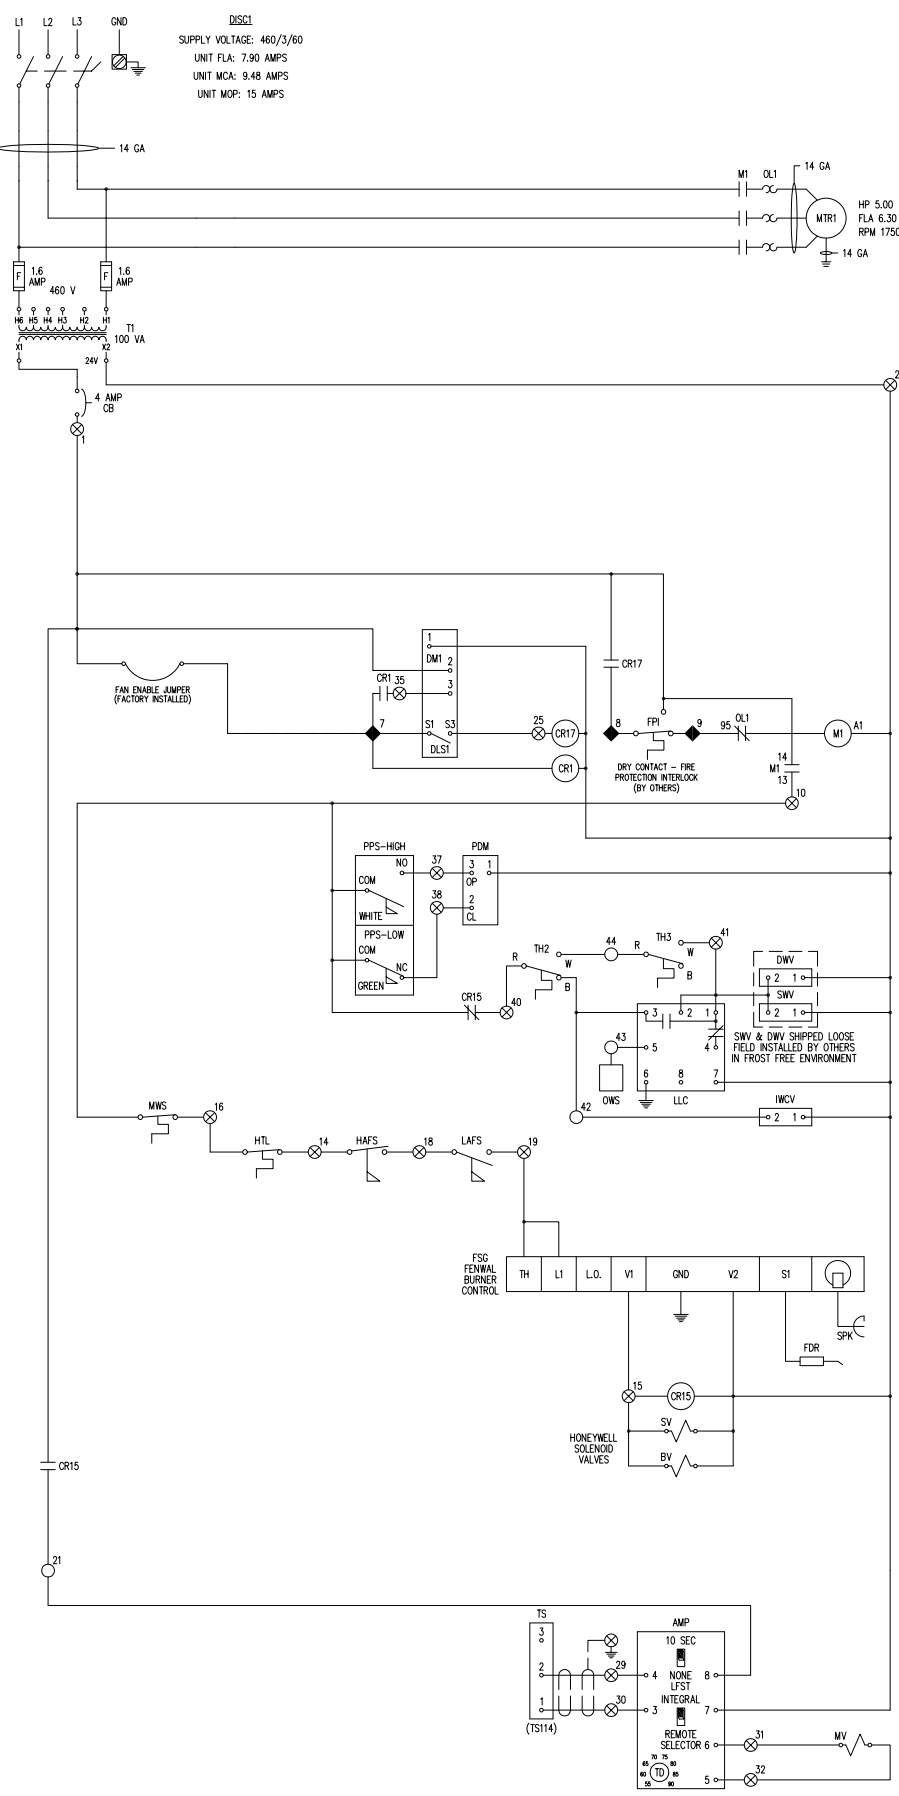 L1 L2 L3 GND
DISC1
SUPPLY VOLTAGE: 460/3/60
UNIT FLA: 7.90 AMPS
UNIT MCA: 9.48 AMPS
UNIT MOP: 15 AMPS
14 GA
14 GA
M1 OL1
MTR1
HP 5.00
FLA 6.30
RPM 1750
14 GA
F 1.6 AMP
F 1.6 AMP
460 V
H6 H5 H4 H3 H2 H1
T1
100 VA
X1 X2
24V
2
4 AMP
CB
1
CR17
1
DM1
2
3
CR1 35
FAN ENABLE JUMPER
(FACTORY INSTALLED)
7
S1 S3
DLS1
25
CR17
8
FPI
9
95
OL1
M1
A1
CR1
DRY CONTACT - FIRE
PROTECTION INTERLOCK
(BY OTHERS)
14
M1
13
10
PPS-HIGH
NO
COM
WHITE
37
PDM
3 1
OP
38
2
CL
PPS-LOW
COM
NC
GREEN
TH2
R
W
B
44
TH3
R
W
B
41
DWV
2 1
SWV
2 1
CR15
40
3 2 1
43
5
4
6 8 7
OWS
LLC
SWV & DWV SHIPPED LOOSE
FIELD INSTALLED BY OTHERS
IN FROST FREE ENVIRONMENT
42
IWCV
2 1
MWS
16
HTL
14
HAFS
18
LAFS
19
FSG
FENWAL
BURNER
CONTROL
TH L1 L.O. V1 GND V2 S1
SPK
FDR
15
CR15
SV
HONEYWELL
SOLENOID
VALVES
BV
CR15
21
TS
3
2
1
(TS114)
29
30
AMP
10 SEC
4
NONE
LFST
8
INTEGRAL
3
7
REMOTE
SELECTOR 6
31
MV
5
32
TD
55 60 65 70 75 80 85 90